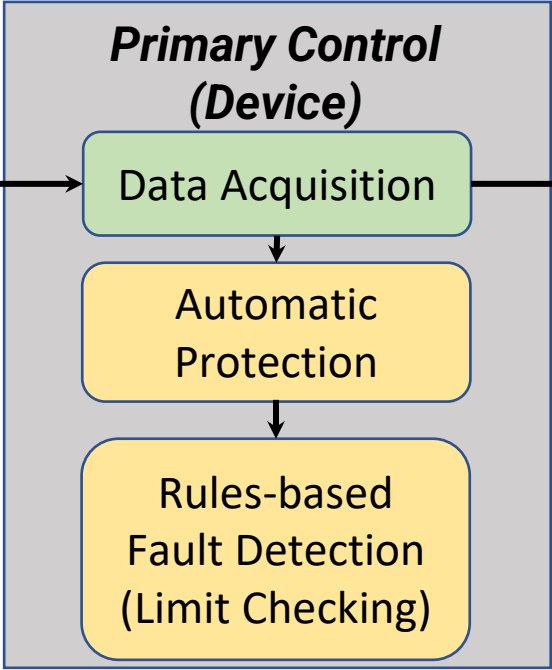 Primary Control
(Device)
Data Acquisition
Automatic
Protection
Rules-based
Fault Detection
(Limit Checking)